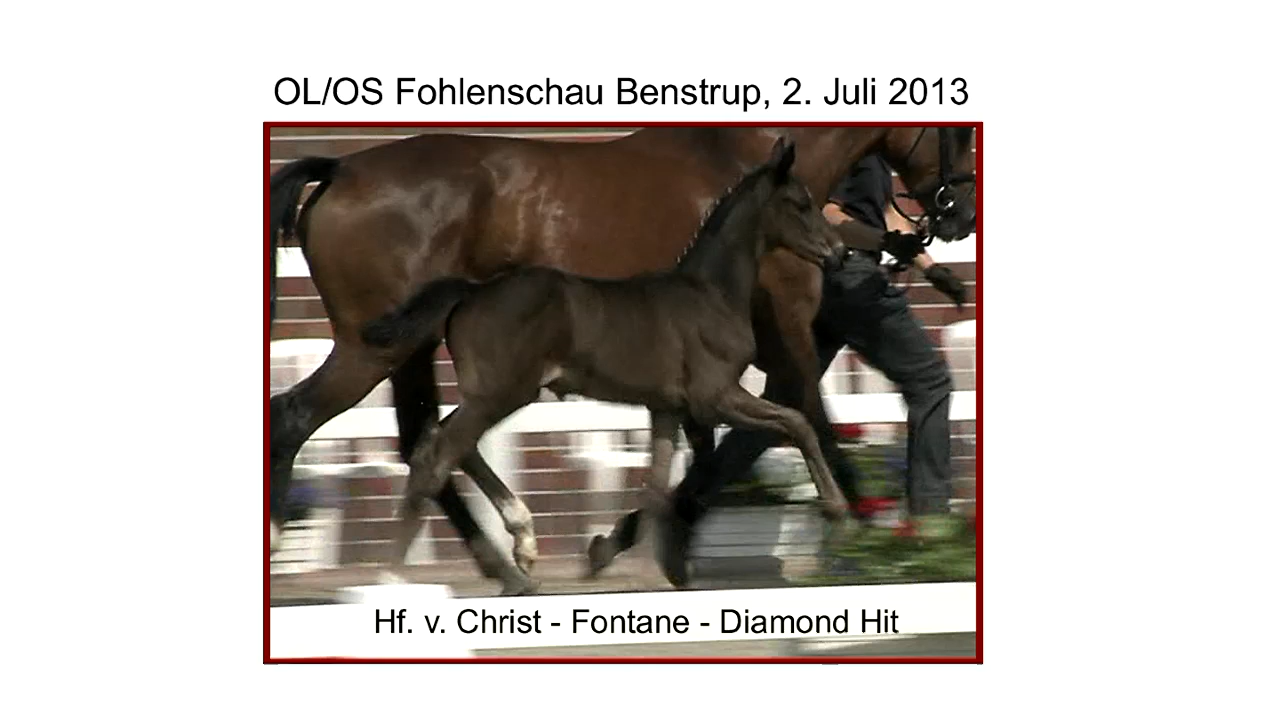 OL/OS Fohlenschau Benstrup, 2. Juli 2013
Hf. v. Christ - Fontane - Diamond Hit